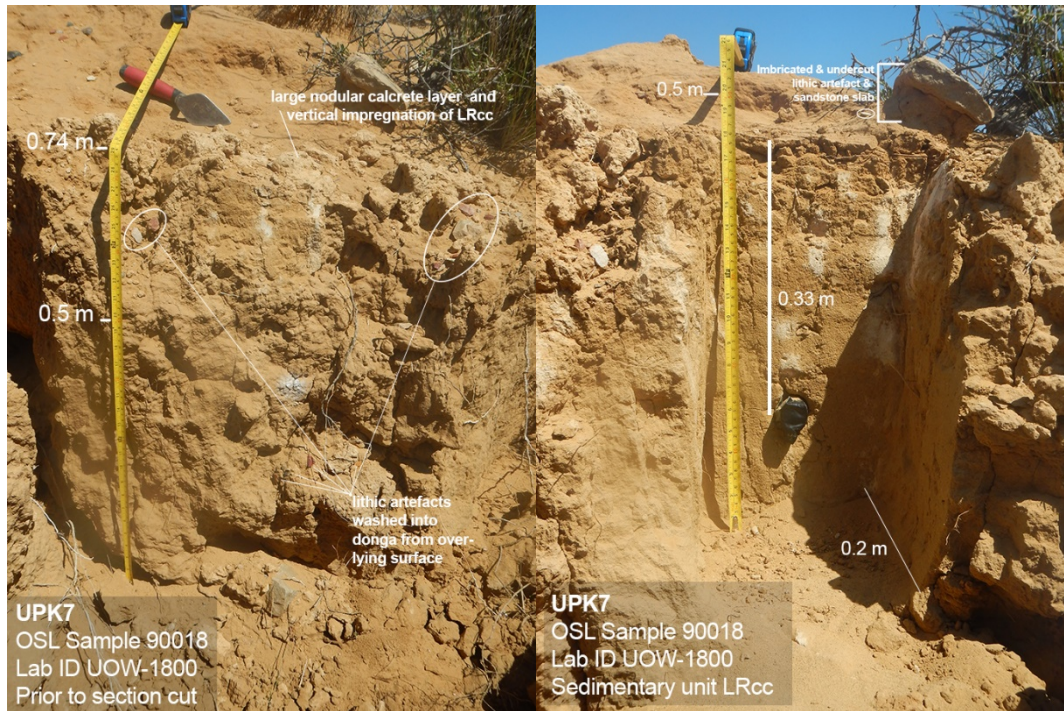 large nodular calcrete layer and
vertical impregnation of LRcc
0.74 m
0.5 m
lithic artefacts
washed into
donga from over-
lying surface
UPK7
OSL Sample 90018
Lab ID UOW-1800
Prior to section cut
Imbricated & undercut
lithic artefact &
sandstone slab
0.5 m
0.33 m
0.2 m
UPK7
OSL Sample 90018
Lab ID UOW-1800
Sedimentary unit LRcc